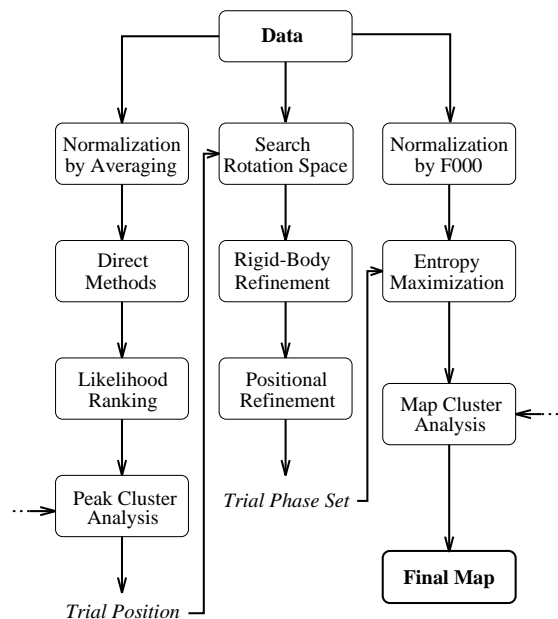 Data
Normalization
by Averaging
Direct
Methods
Likelihood
Ranking
Peak Cluster
Analysis
Trial Position
Search
Rotation Space
Rigid-Body
Refinement
Positional
Refinement
Trial Phase Set
Normalization
by F000
Entropy
Maximization
Map Cluster
Analysis
Final Map